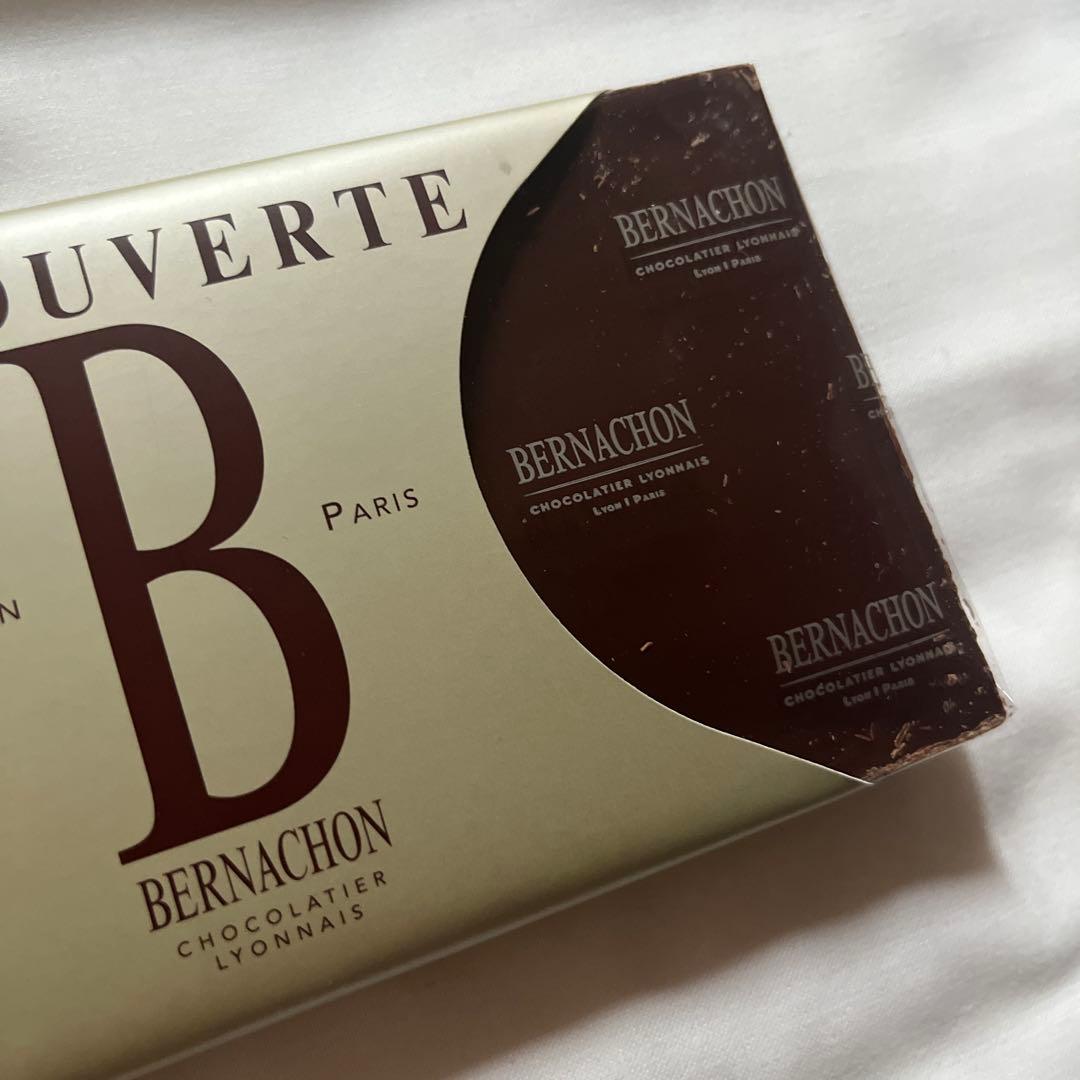 OUVERTE
B
N
PARIS
BERNACHON
CHOCOLATIER
LYONNAIS
BERNACHON
CHOCOLATIER LYONNAIS
LYON | PARIS
B
CH
BERNACHON
CHOCOLATIER LYONNAIS
LYON | PARIS
BERNACHON
CHOCOLATIER LYONNAIS
LYON | PARIS